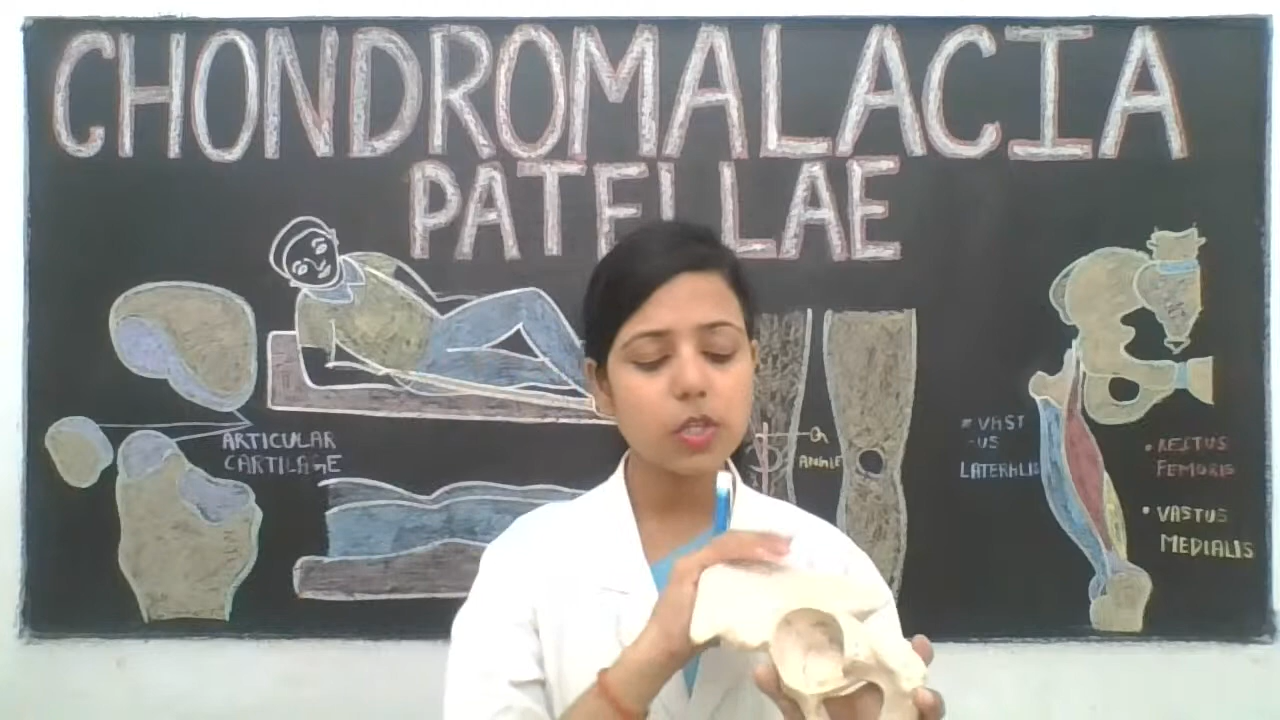 CHONDROMALACIA
PATELLAE
ARTICULAR
CARTILAGE
Q
ANGLE
VAST
-US
LATERALIS
• RECTUS
FEMORIS
• VASTUS
MEDIALIS